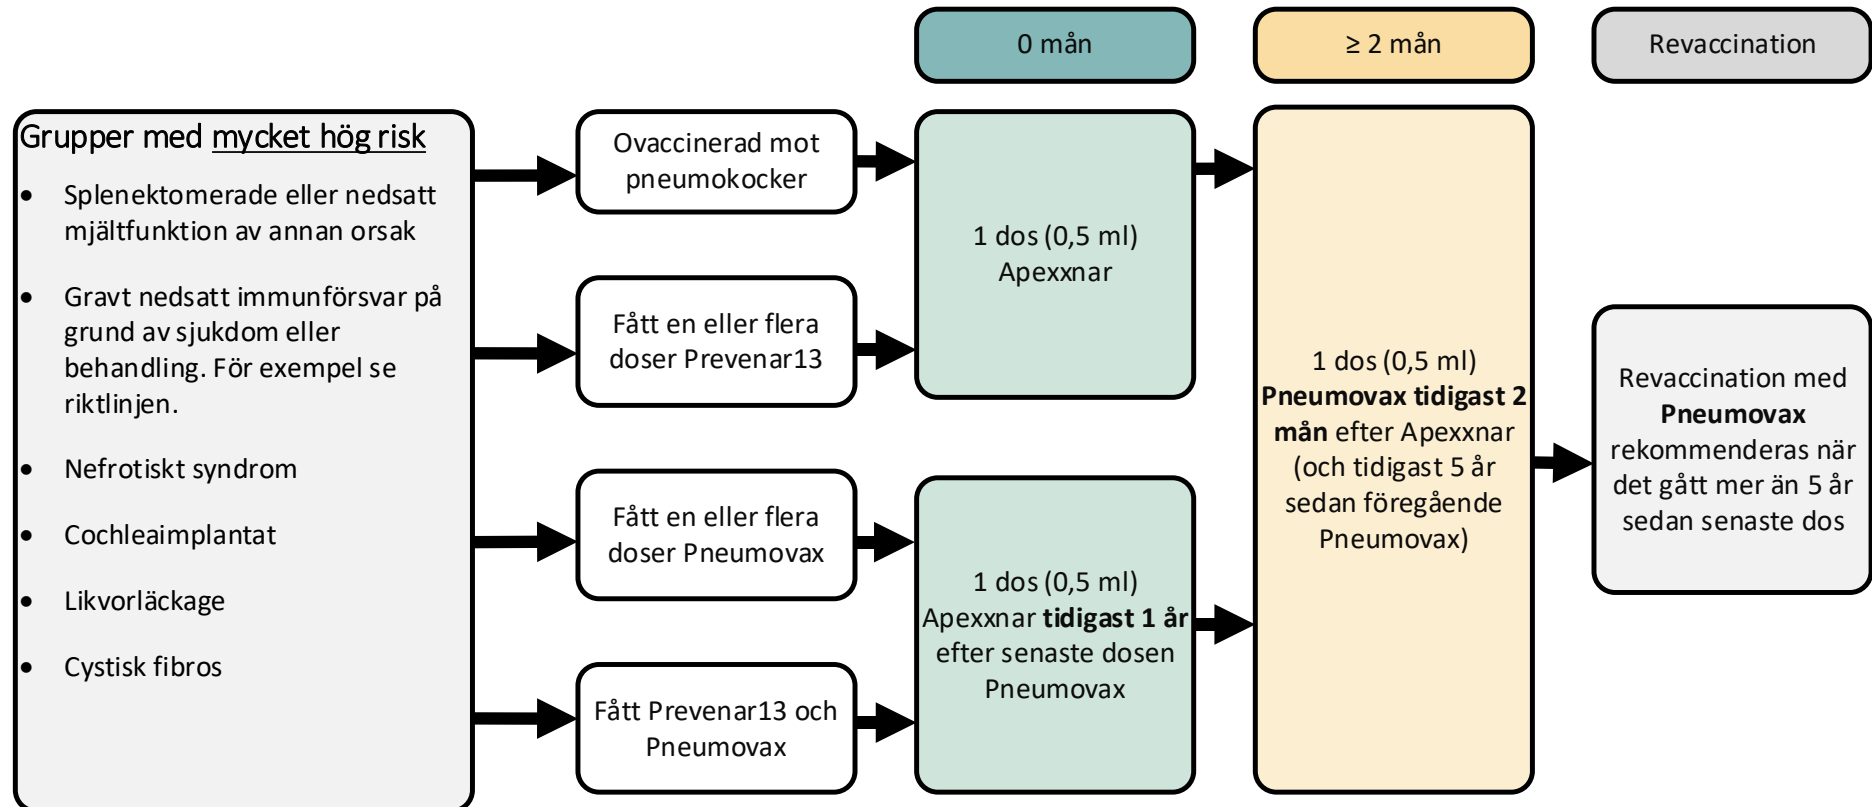 0 mån
≥ 2 mån
Revaccination
Grupper med mycket hög risk
• Splenektomerade eller nedsatt
mjältfunktion av annan orsak
• Gravt nedsatt immunförsvar på
grund av sjukdom eller
behandling. För exempel se
riktlinjen.
• Nefrotiskt syndrom
• Cochleaimplantat
• Likvorläckage
• Cystisk fibros
Ovaccinerad mot
pneumokocker
Fått en eller flera
doser Prevenar13
Fått en eller flera
doser Pneumovax
Fått Prevenar13 och
Pneumovax
1 dos (0,5 ml)
Apexxnar
1 dos (0,5 ml)
Apexxnar tidigast 1 år
efter senaste dosen
Pneumovax
1 dos (0,5 ml)
Pneumovax tidigast 2
mån efter Apexxnar
(och tidigast 5 år
sedan föregående
Pneumovax)
Revaccination med
Pneumovax
rekommenderas när
det gått mer än 5 år
sedan senaste dos